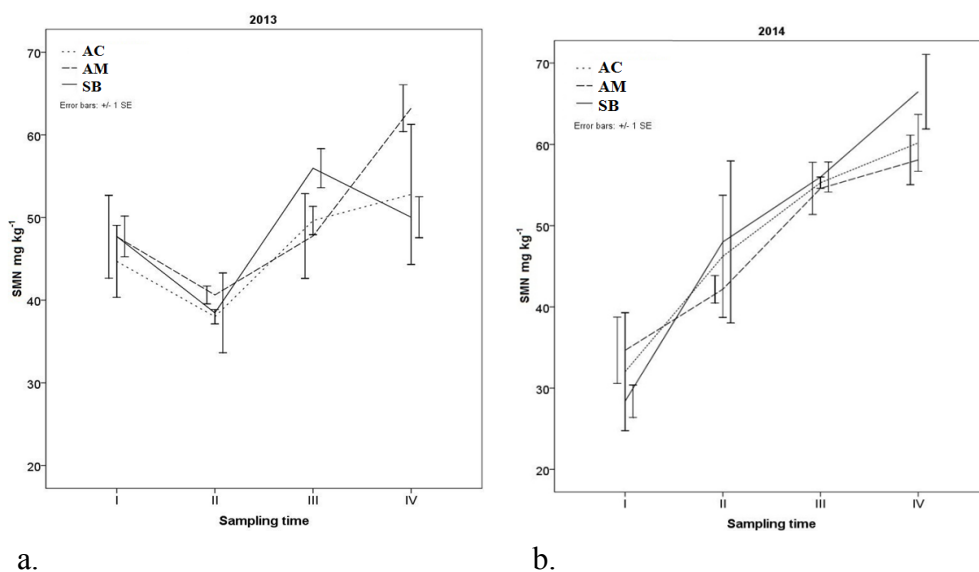 2013
AC
AM
SB
Error bars: +/- 1 SE
70
60
50
40
30
20
SMN mg kg-1
I II III IV
Sampling time
a.
2014
AC
AM
SB
Error bars: +/- 1 SE
70
60
50
40
30
20
SMN mg kg-1
I II III IV
Sampling time
b.